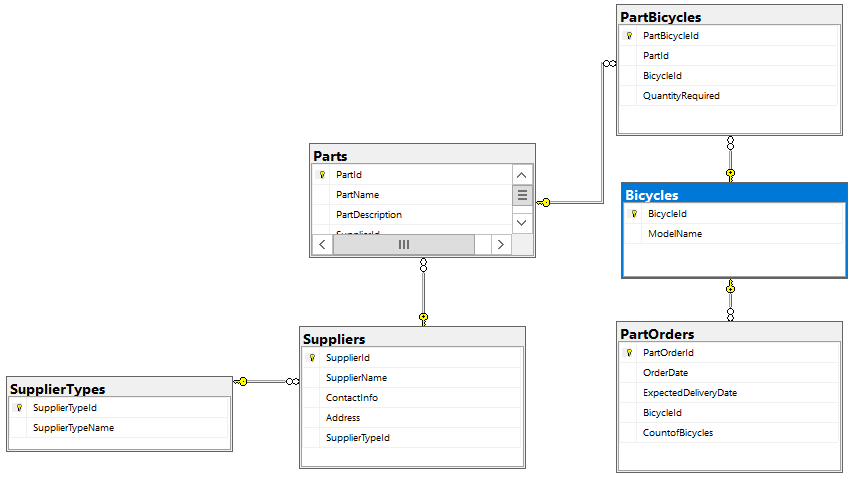 PartBicycles
PartBicycleId
PartId
BicycleId
QuantityRequired
Parts
PartId
PartName
PartDescription
SupplierId
Bicycles
BicycleId
ModelName
Suppliers
SupplierId
SupplierName
ContactInfo
Address
SupplierTypeId
SupplierTypes
SupplierTypeId
SupplierTypeName
PartOrders
PartOrderId
OrderDate
ExpectedDeliveryDate
BicycleId
CountofBicycles